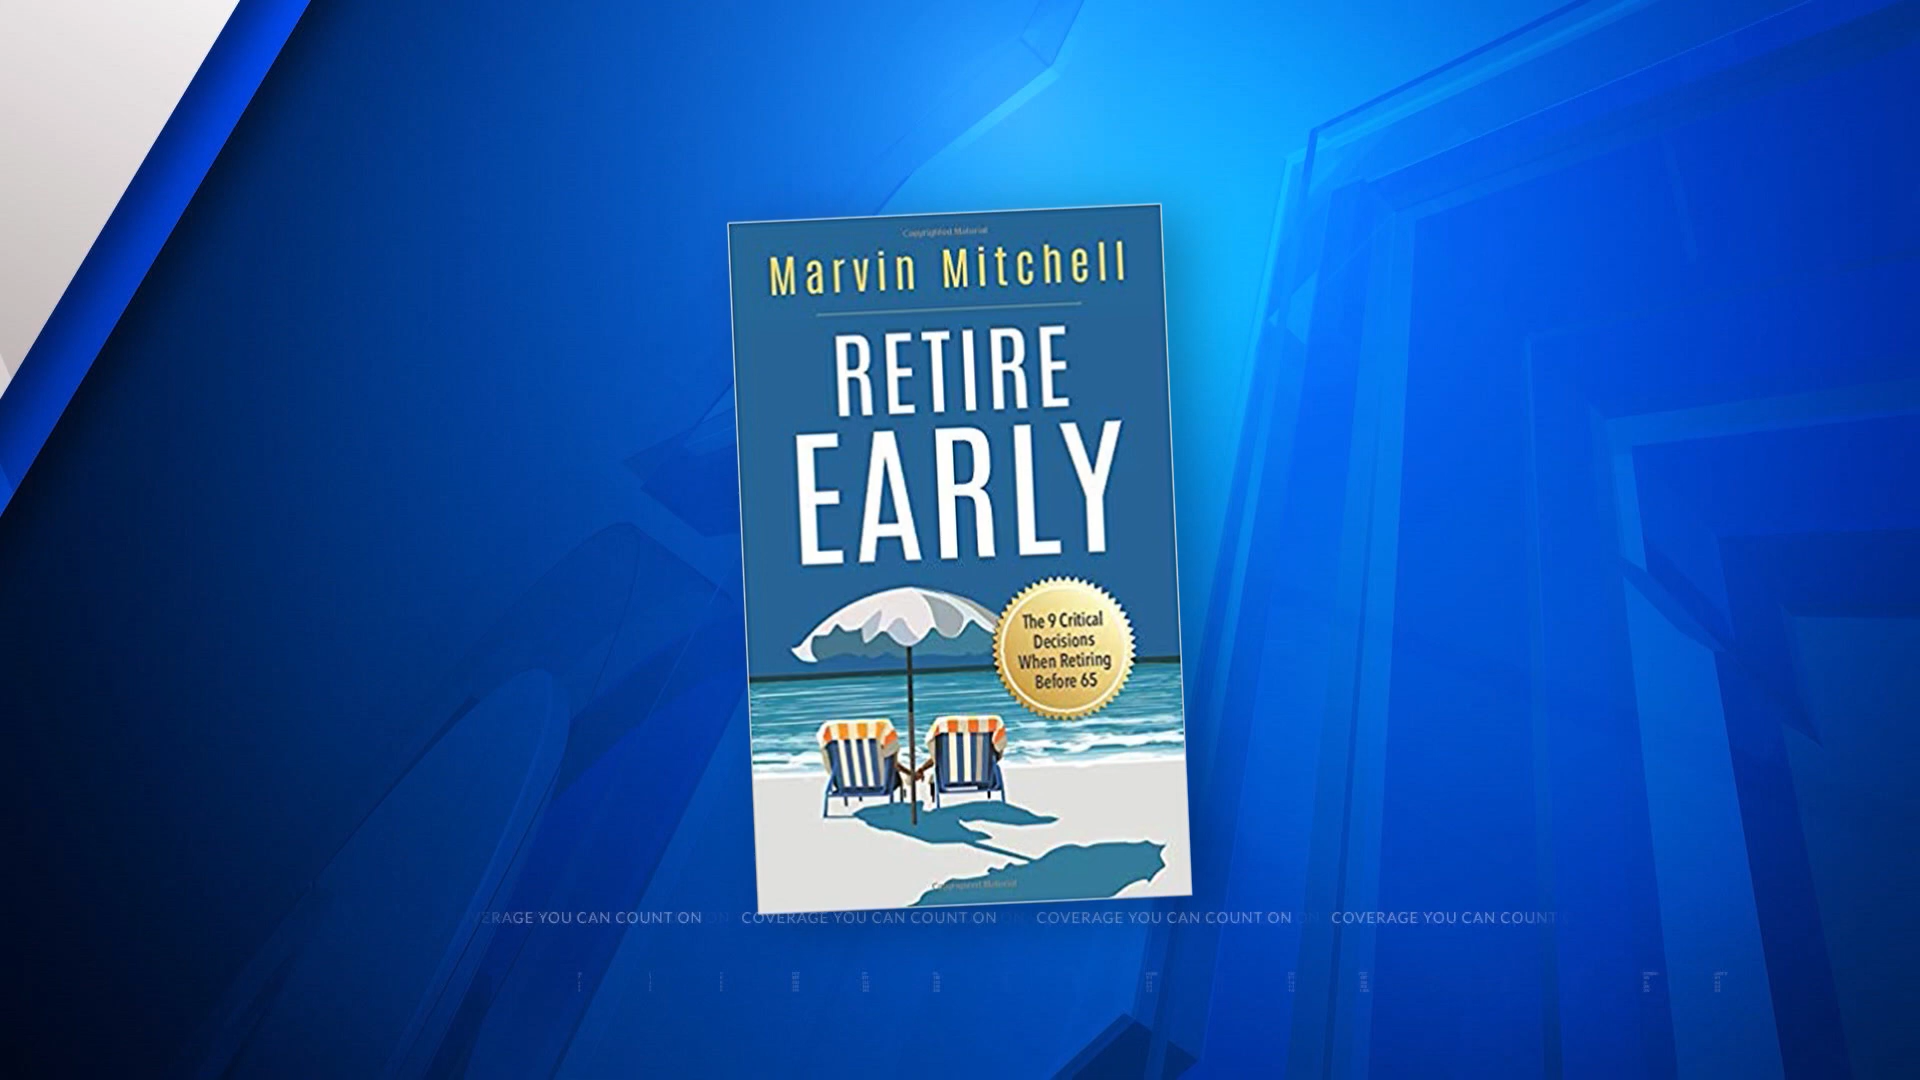 Copyrighted Material
Marvin Mitchell
RETIRE
EARLY
The 9 Critical
Decisions
When Retiring
Before 65
Copyrighted Material
VERAGE YOU CAN COUNT ON COVERAGE YOU CAN COUNT ON COVERAGE YOU CAN COUNT ON COVERAGE YOU CAN COUNT